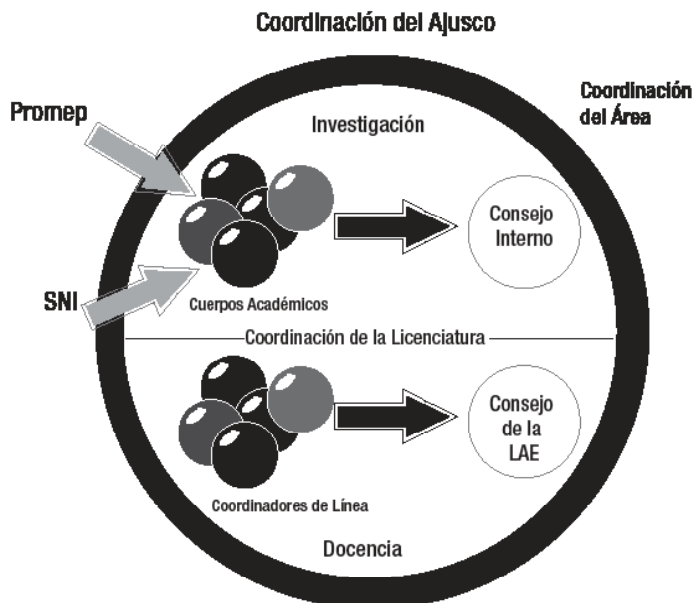 Coordinación del Ajusco
Coordinación
del Área
Promep
Investigación
Consejo
Interno
SNI
Cuerpos Académicos
Coordinación de la Licenciatura
Consejo
de la
LAE
Coordinadores de Línea
Docencia